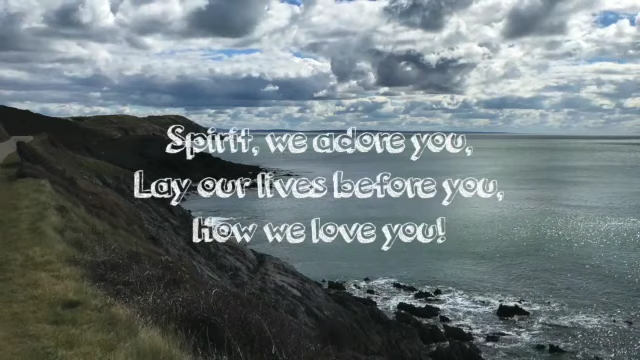 Spirit, we adore you,
Lay our lives before you,
How we love you!